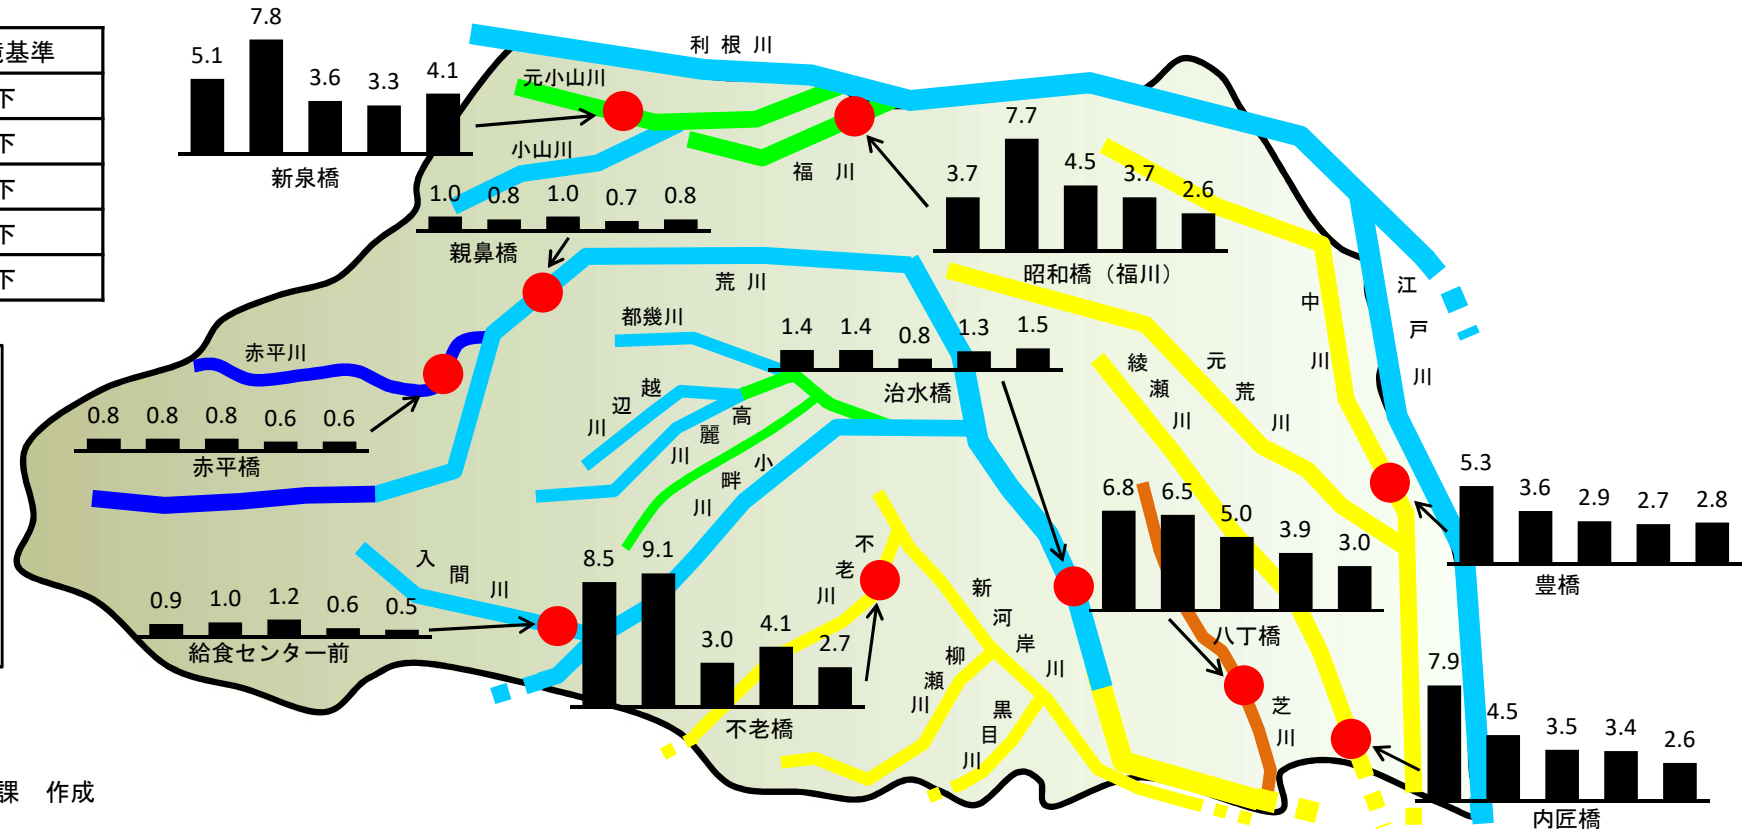 境基準
下
下
下
下
下
利根川
5.1 7.8 3.6 3.3 4.1
新泉橋
元小山川
小山川
福川
3.7 7.7 4.5 3.7 2.6
昭和橋（福川）
1.0 0.8 1.0 0.7 0.8
親鼻橋
荒川
都幾川
1.4 1.4 0.8 1.3 1.5
治水橋
赤平川
0.8 0.8 0.8 0.6 0.6
赤平橋
越辺川
高麗川
小畔川
綾瀬川
元荒川
中川
江戸川
5.3 3.6 2.9 2.7 2.8
豊橋
6.8 6.5 5.0 3.9 3.0
八丁橋
入間川
0.9 1.0 1.2 0.6 0.5
給食センター前
8.5 9.1 3.0 4.1 2.7
不老橋
不老川
新河岸川
柳瀬川
黒目川
芝川
7.9 4.5 3.5 3.4 2.6
内匠橋
課 作成